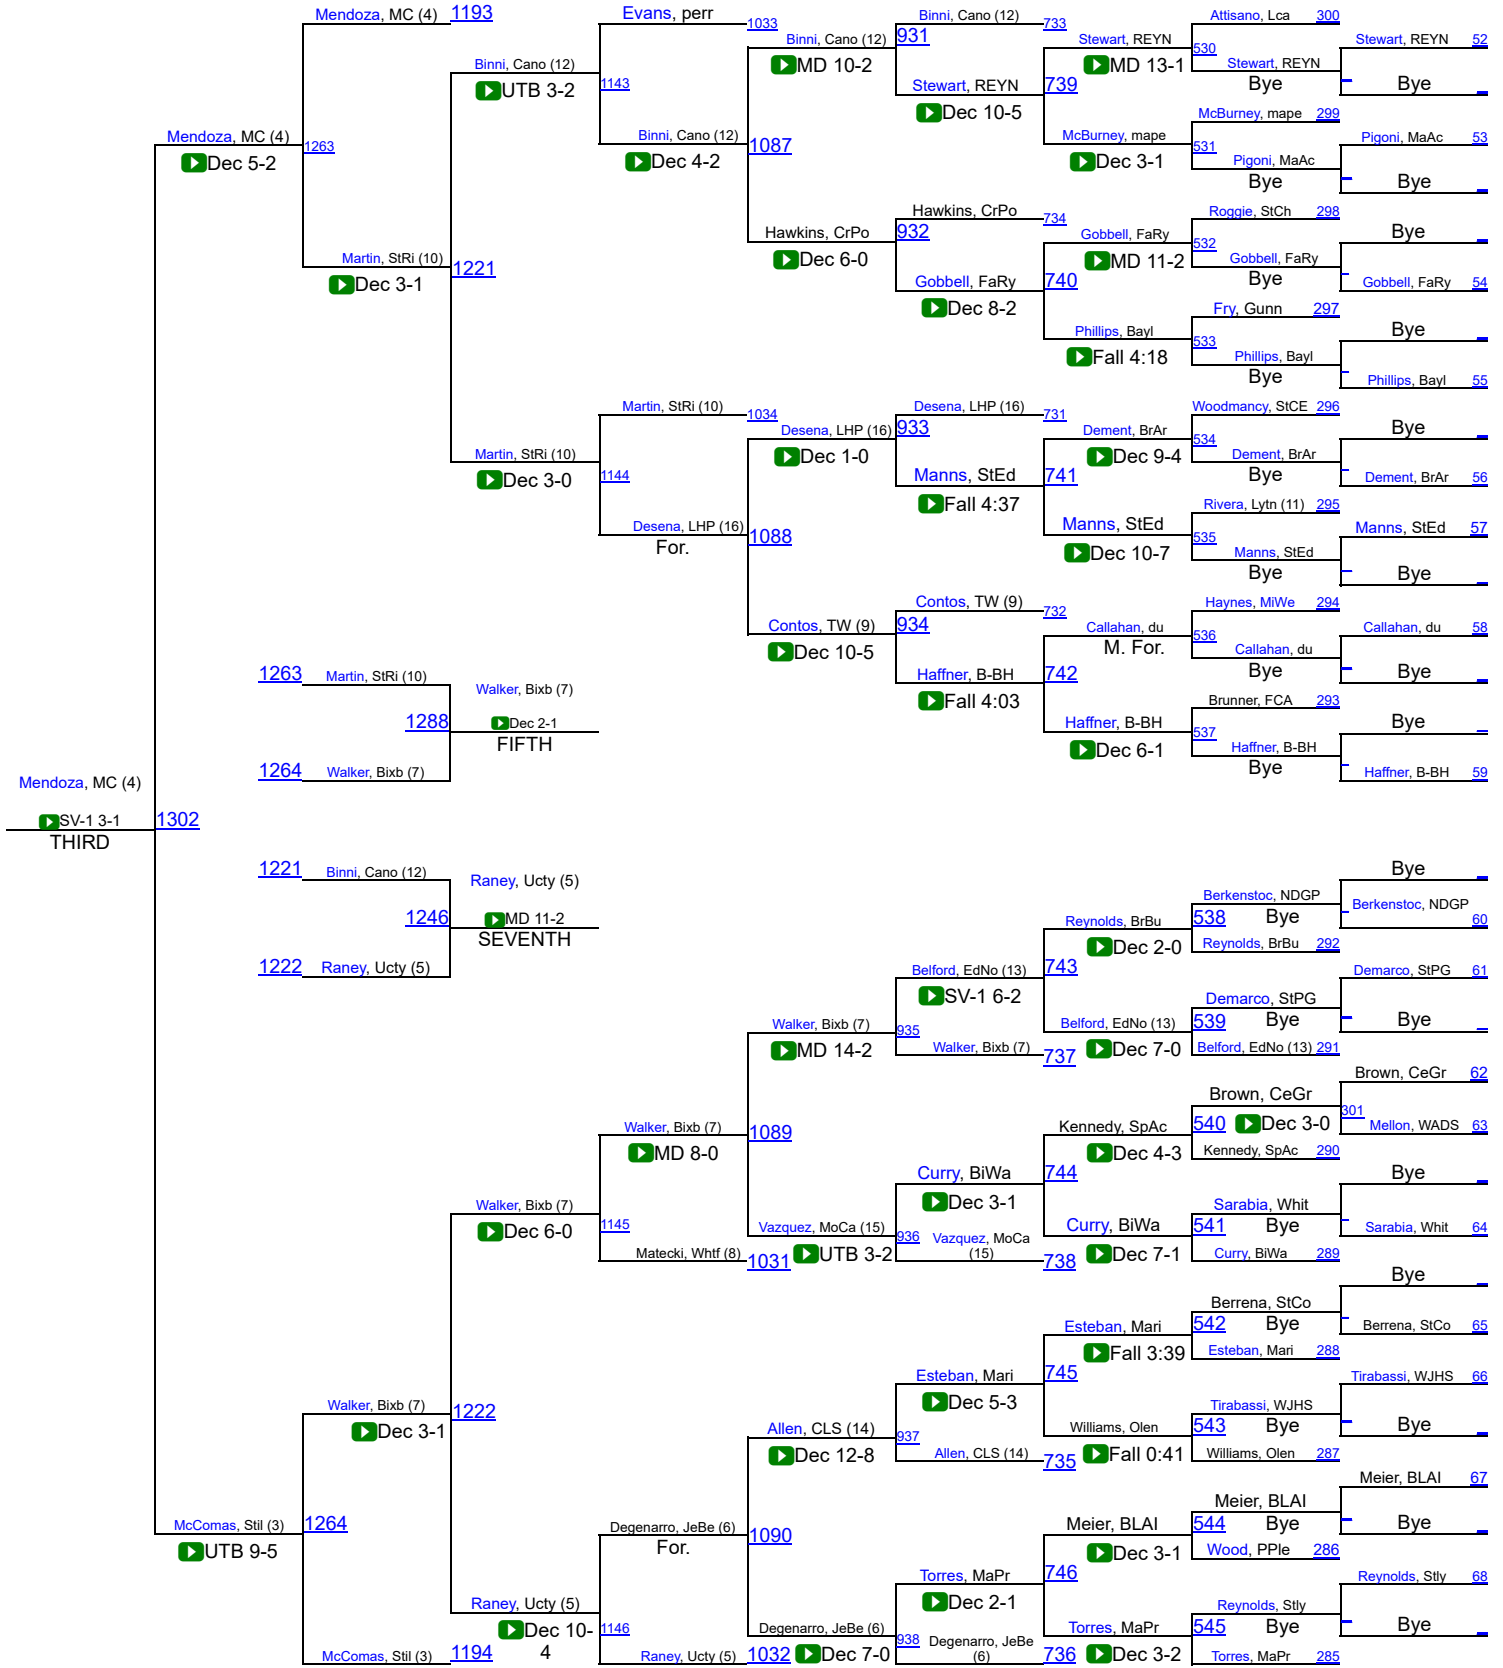 Mendoza, MC (4) 1193
Evans, perr
1033
Binni, Cano (12) 733
Attisano, Lca 300
Binni, Cano (12) 931
Stewart, REYN
530
Stewart, REYN 52
MD 10-2
MD 13-1
Stewart, REYN
Bye
Bye
Binni, Cano (12)
UTB 3-2
1143
Stewart, REYN 739
Dec 10-5
McBurney, mape 299
Mendoza, MC (4)
1263
Dec 5-2
Binni, Cano (12) 1087
Dec 4-2
McBurney, mape
531
Pigoni, MaAc 53
Dec 3-1
Pigoni, MaAc
Bye
Bye
Hawkins, CrPo 734
Roggie, StCh 298
Hawkins, CrPo 932
Gobbell, FaRy
532
Bye
Dec 6-0
MD 11-2
Gobbell, FaRy
Bye
Martin, StRi (10) 1221
Dec 3-1
Gobbell, FaRy 740
Gobbell, FaRy 54
Dec 8-2
Fry, Gunn 297
Phillips, Bayl
533
Bye
Fall 4:18
Phillips, Bayl
Bye
Phillips, Bayl 55
Martin, StRi (10) 1034
Desena, LHP (16) 731
Woodmancy, StCE 296
Desena, LHP (16) 933
Dement, BrAr
534
Bye
Dec 1-0
Dec 9-4
Dement, BrAr
Bye
Martin, StRi (10)
Dec 3-0
1144
Manns, StEd 741
Dement, BrAr 56
Fall 4:37
Rivera, Lytn (11) 295
Desena, LHP (16) 1088
For.
Manns, StEd
535
Manns, StEd 57
Dec 10-7
Manns, StEd
Bye
Bye
Contos, TW (9) 732
Haynes, MiWe 294
Contos, TW (9) 934
Callahan, du
536
Callahan, du 58
Dec 10-5
M. For.
Callahan, du
Bye
Bye
1263 Martin, StRi (10)
Walker, Bixb (7)
Haffner, B-BH 742
Fall 4:03
Brunner, FCA 293
1288
Dec 2-1
FIFTH
Haffner, B-BH
537
Bye
Dec 6-1
Haffner, B-BH
Bye
1264 Walker, Bixb (7)
Haffner, B-BH 59
Mendoza, MC (4)
SV-1 3-1 1302
THIRD
1221 Binni, Cano (12)
Raney, Ucty (5)
Bye
1246
MD 11-2
SEVENTH
Berkenstoc, NDGP
Berkenstoc, NDGP
60
Reynolds, BrBu 538 Bye
Dec 2-0
Reynolds, BrBu 292
1222 Raney, Ucty (5)
Belford, EdNo (13) 743
SV-1 6-2
Demarco, StPG 61
Demarco, StPG
Walker, Bixb (7)
935
Belford, EdNo (13) 539 Bye
Bye
MD 14-2
Walker, Bixb (7) 737
Dec 7-0
Belford, EdNo (13) 291
Brown, CeGr 62
Brown, CeGr
301
Walker, Bixb (7) 1089
MD 8-0
Kennedy, SpAc 540
Dec 3-0
Mellon, WADS 63
Dec 4-3
Kennedy, SpAc 290
Curry, BiWa 744
Dec 3-1
Bye
Walker, Bixb (7)
Dec 6-0
1145
Vazquez, MoCa (15)
936
Vazquez, MoCa
(15)
Curry, BiWa
Sarabia, Whit
541 Bye
Sarabia, Whit 64
Matecki, Whtf (8) 1031
UTB 3-2
738
Dec 7-1
Curry, BiWa 289
Bye
Berrena, StCo
Esteban, Mari 542 Bye
Berrena, StCo 65
Fall 3:39
Esteban, Mari 288
Esteban, Mari 745
Dec 5-3
Tirabassi, WJHS 66
Walker, Bixb (7) 1222
Dec 3-1
Tirabassi, WJHS
Allen, CLS (14)
937
Williams, Olen 543 Bye
Bye
Dec 12-8
Allen, CLS (14) 735
Fall 0:41
Williams, Olen 287
Meier, BLAI 67
Meier, BLAI
McComas, Stil (3) 1264
UTB 9-5
Degenarro, JeBe (6) 1090
For.
Meier, BLAI 544 Bye
Bye
Dec 3-1
Wood, PPle 286
Torres, MaPr 746
Dec 2-1
Reynolds, Stly 68
Raney, Ucty (5)
Dec 10-
4
1146
Degenarro, JeBe (6)
938
Degenarro, JeBe
(6)
Torres, MaPr
Reynolds, Stly
545 Bye
Bye
McComas, Stil (3) 1194
Raney, Ucty (5) 1032
Dec 7-0
736
Dec 3-2
Torres, MaPr 285